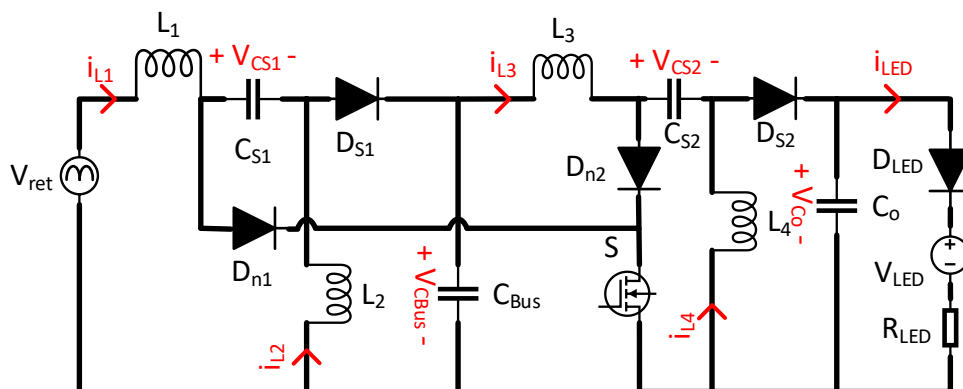 L1
L3
+ VCS1 -
+ VCS2 -
iL1
iL3
iLED
CS1
DS1
CS2
DS2
Vret
Dn2
DLED
Dn1
S
L4
+ VCo -
Co
L2
+ VCBus -
CBus
VLED
iL2
iL4
RLED